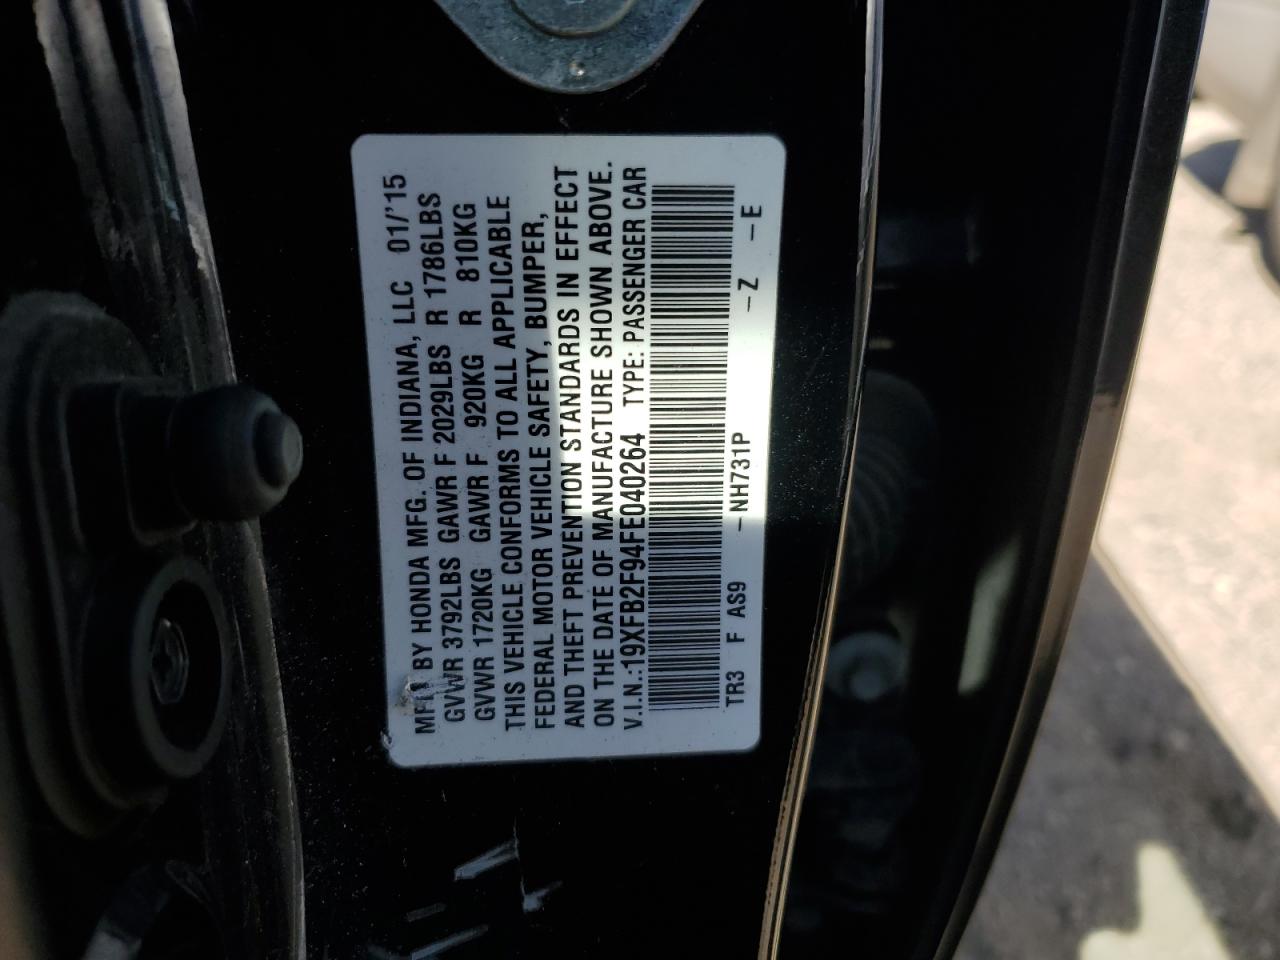 MFD BY HONDA MFG. OF INDIANA, LLC 01/'15
GVWR 3792LBS GAWR F 2029LBS R 1786LBS
GVWR 1720KG GAWR F 920KG R 810KG
THIS VEHICLE CONFORMS TO ALL APPLICABLE
FEDERAL MOTOR VEHICLE SAFETY, BUMPER,
AND THEFT PREVENTION STANDARDS IN EFFECT
ON THE DATE OF MANUFACTURE SHOWN ABOVE.
V.I.N.:19XFB2F94FE040264 TYPE: PASSENGER CAR
TR3 F AS9 -NH731P -Z -E